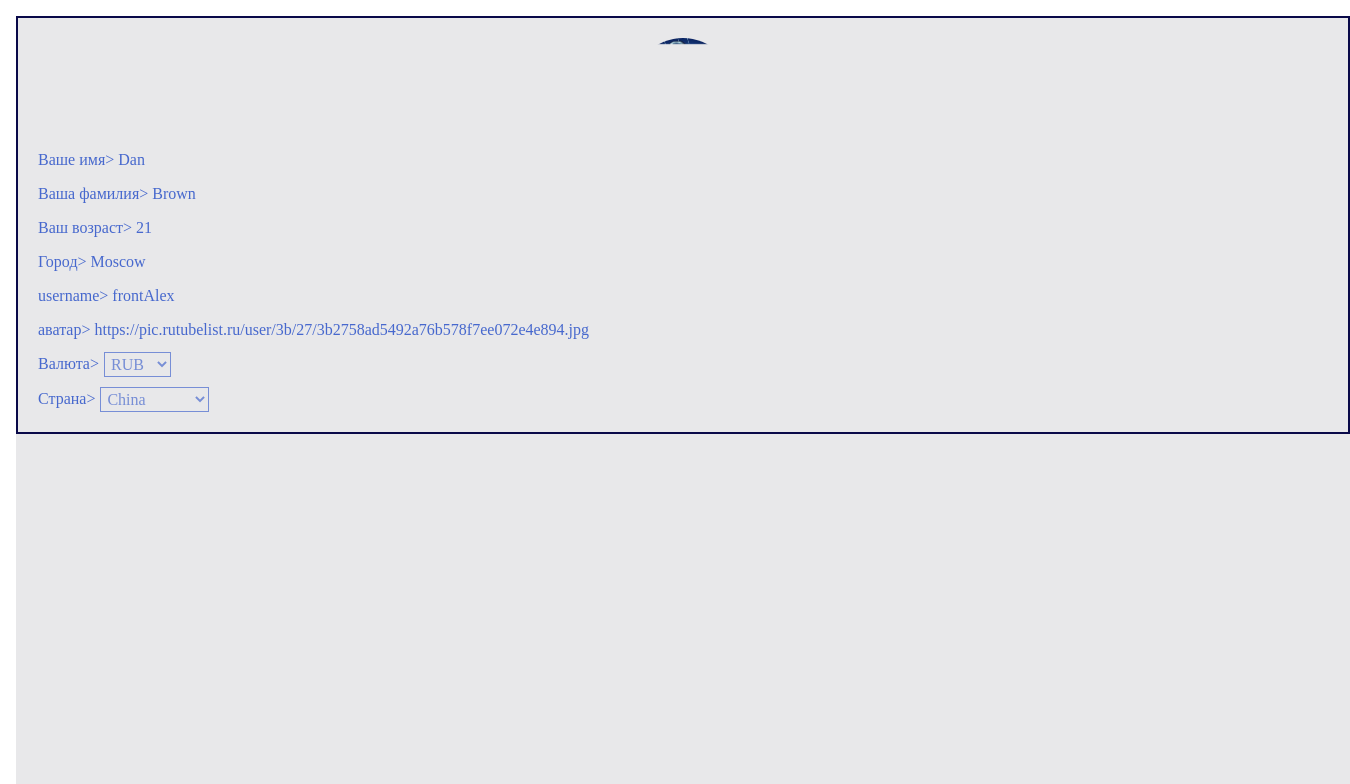 Ваше имя> Dan
Ваша фамилия> Brown
Ваш возраст> 21
Город> Moscow
username> frontAlex
аватар> https://pic.rutubelist.ru/user/3b/27/3b2758ad5492a76b578f7ee072e4e894.jpg
Валюта> RUB
Страна> China